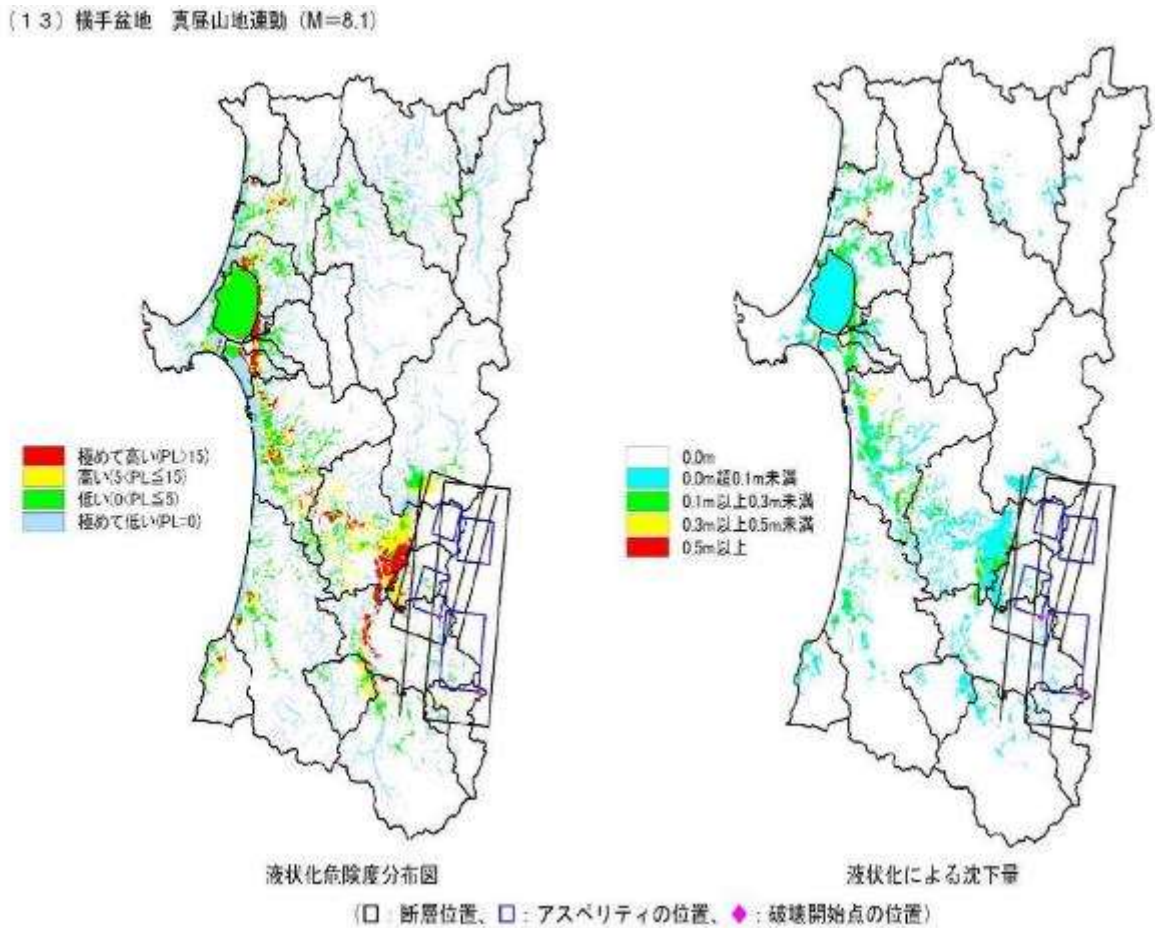 (13) 横手盆地　真昼山地連動 (M=8.1)
極めて高い(PL>15)
高い(5<PL≦15)
低い(0<PL≦5)
極めて低い(PL=0)
0.0m
0.0m超0.1m未満
0.1m以上0.3m未満
0.3m以上0.5m未満
0.5m以上
液状化危険度分布図
液状化による沈下量
(□：断層位置、□：アスペリティの位置、◆：破壊開始点の位置)